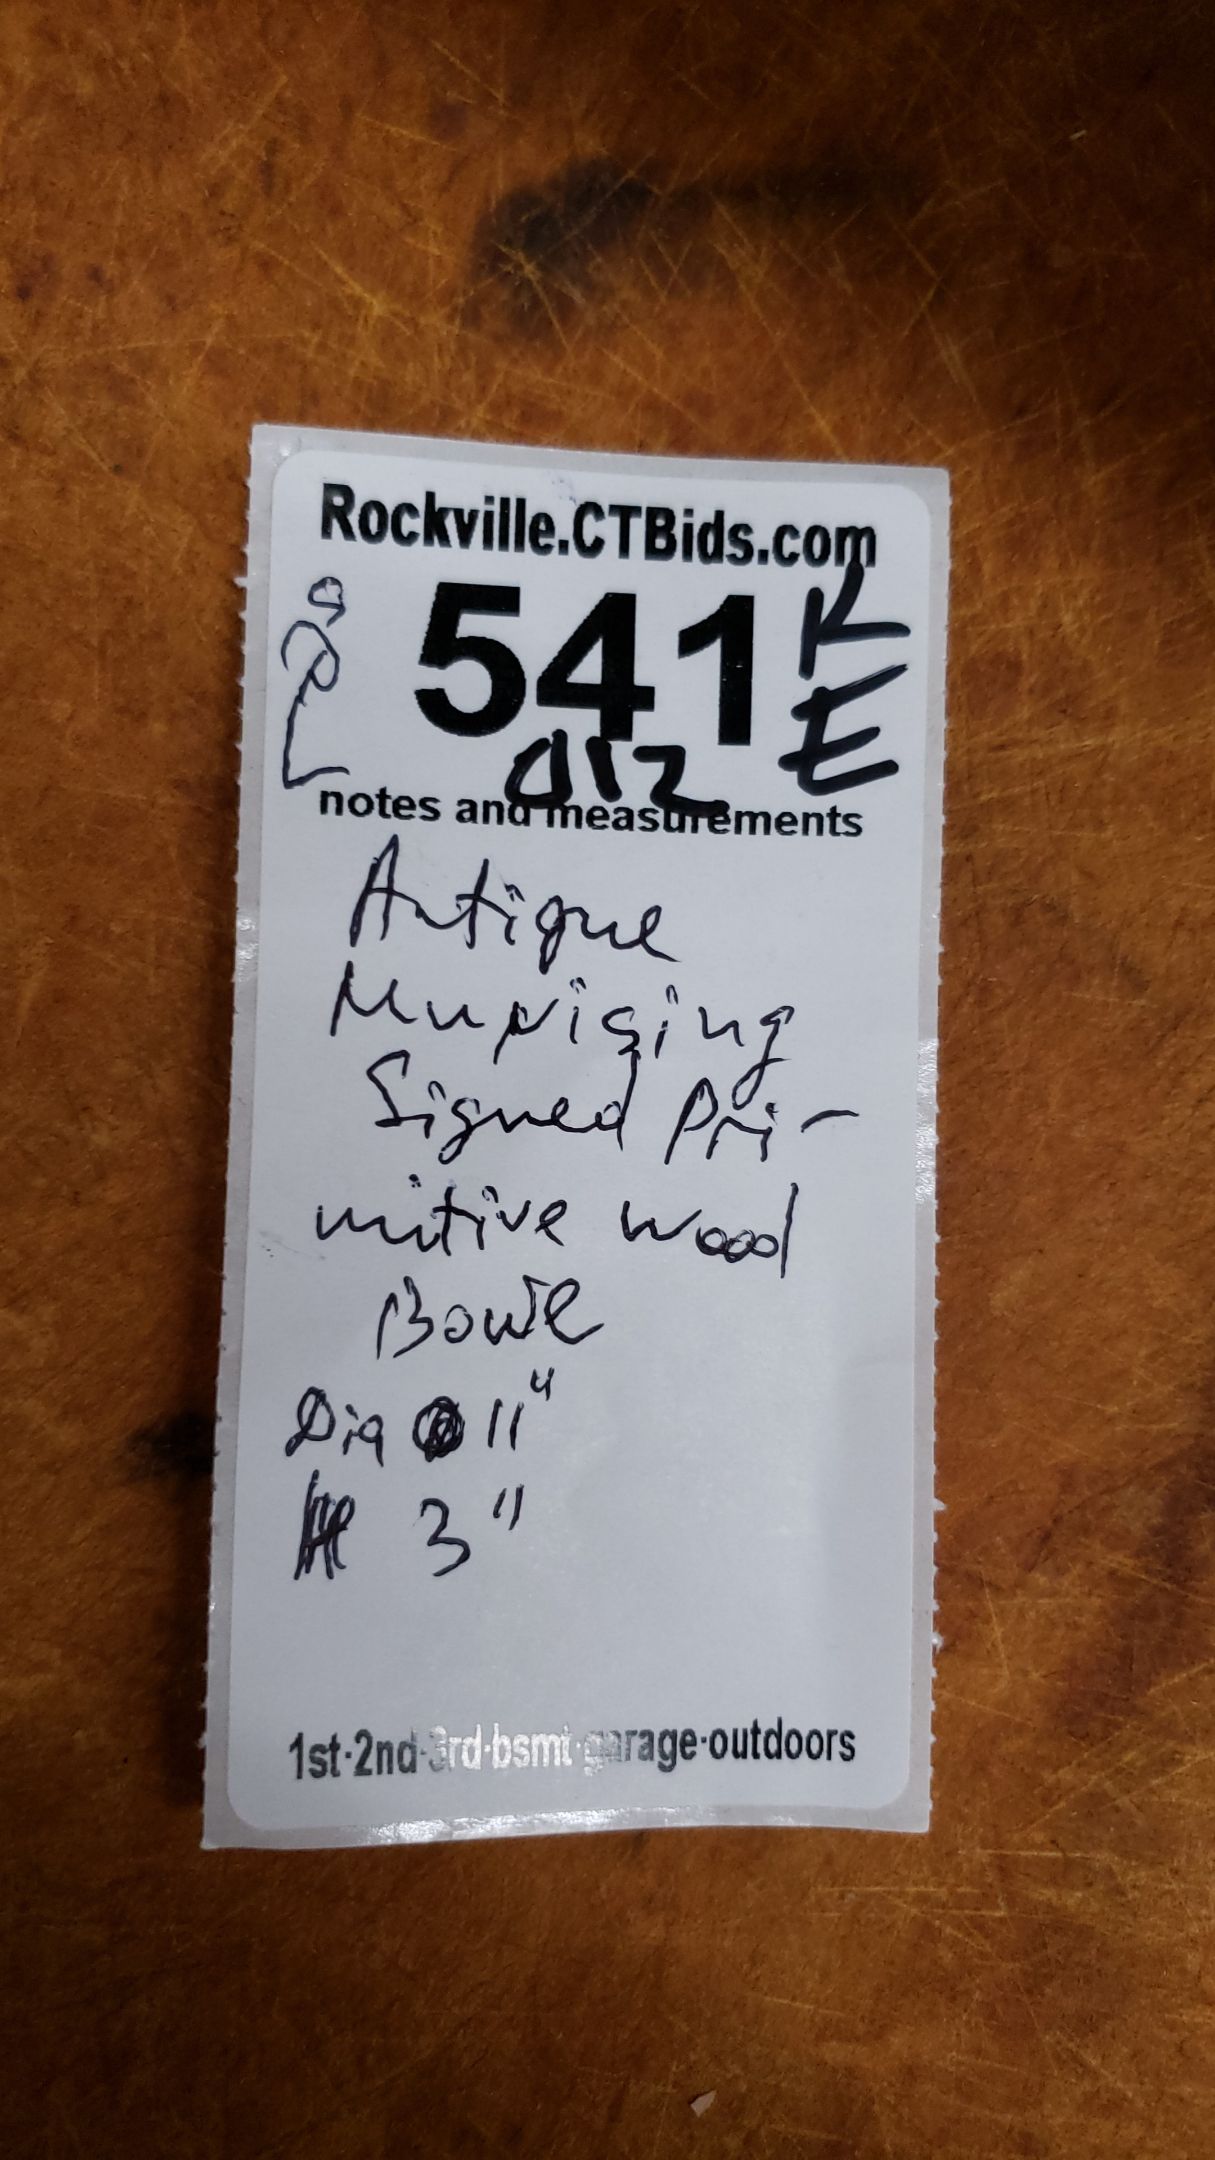 Rockville.CTBids.com
541
K
E
notes and measurements
Antique
Munising
Signed Pri-
mitive Wood
Bowl
Dia 11"
H 3"
1st·2nd·3rd·bsmt·garage·outdoors